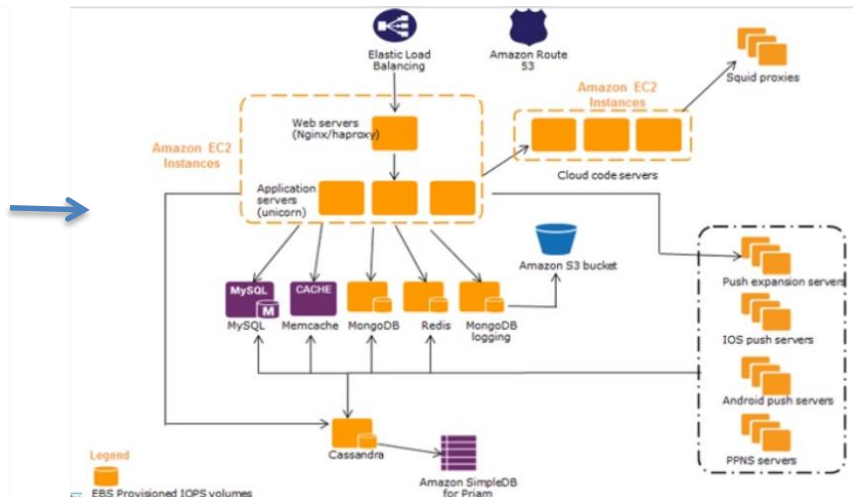 Elastic Load
Balancing
Amazon Route
53
Squid proxies
Amazon EC2
Instances
Web servers
(Nginx/haproxy)
Amazon EC2
Instances
Cloud code servers
Application
servers
(unicorn)
Amazon S3 bucket
Push expansion servers
MySQL
M
CACHE
MySQL
Memcache
MongoDB
Redis
MongoDB
logging
IOS push servers
Android push servers
Cassandra
PPNS servers
Legend
Amazon SimpleDB
for Priam
EBS Provisioned IOPS volumes